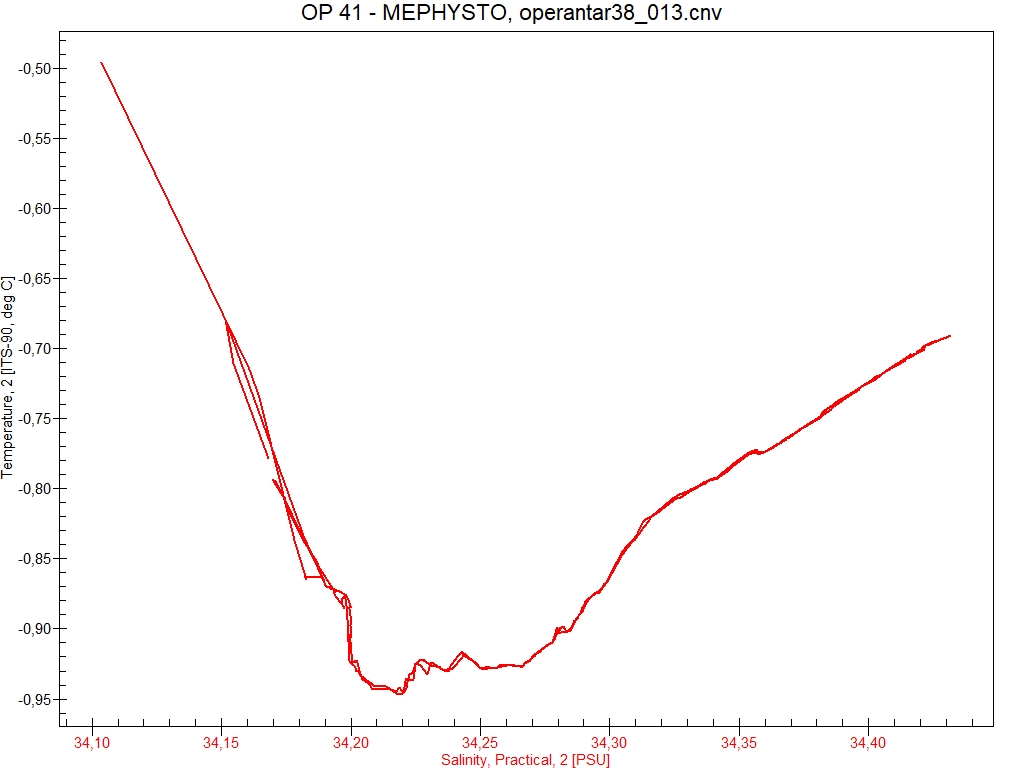 OP 41 - MEPHYSTO, operantar38_013.cnv
Temperature, 2 [ITS-90, deg C]
-0,50
-0,55
-0,60
-0,65
-0,70
-0,75
-0,80
-0,85
-0,90
-0,95
34,10 34,15 34,20 34,25 34,30 34,35 34,40
Salinity, Practical, 2 [PSU]